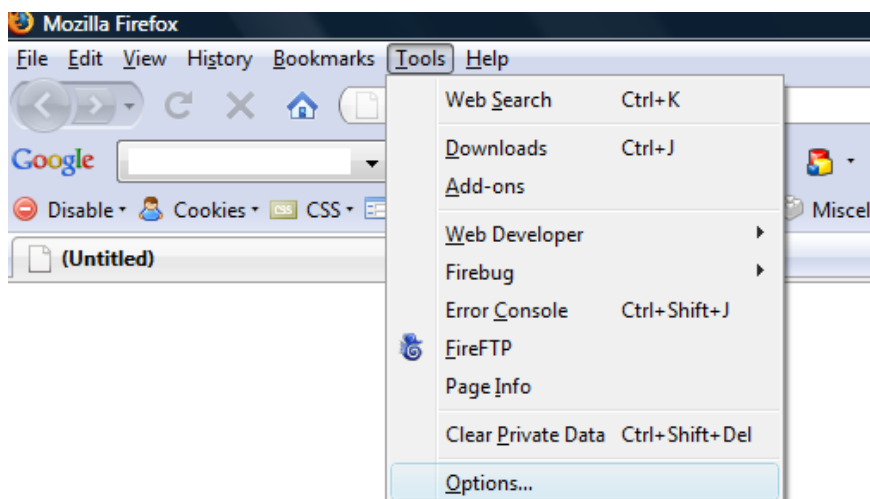 Mozilla Firefox
File Edit View History Bookmarks Tools Help
Web Search Ctrl+K
Google
Downloads Ctrl+J
Add-ons
Disable Cookies CSS CSS Miscel
Web Developer
(Untitled)
Firebug
Error Console Ctrl+Shift+J
FireFTP
Page Info
Clear Private Data Ctrl+Shift+Del
Options...